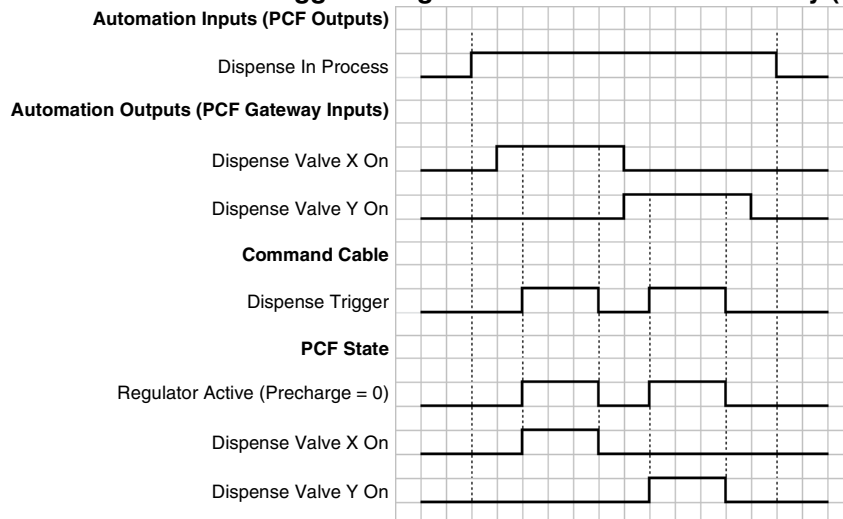 Automation Inputs (PCF Outputs)
Dispense In Process
Automation Outputs (PCF Gateway Inputs)
Dispense Valve X On
Dispense Valve Y On
Command Cable
Dispense Trigger
PCF State
Regulator Active (Precharge = 0)
Dispense Valve X On
Dispense Valve Y On